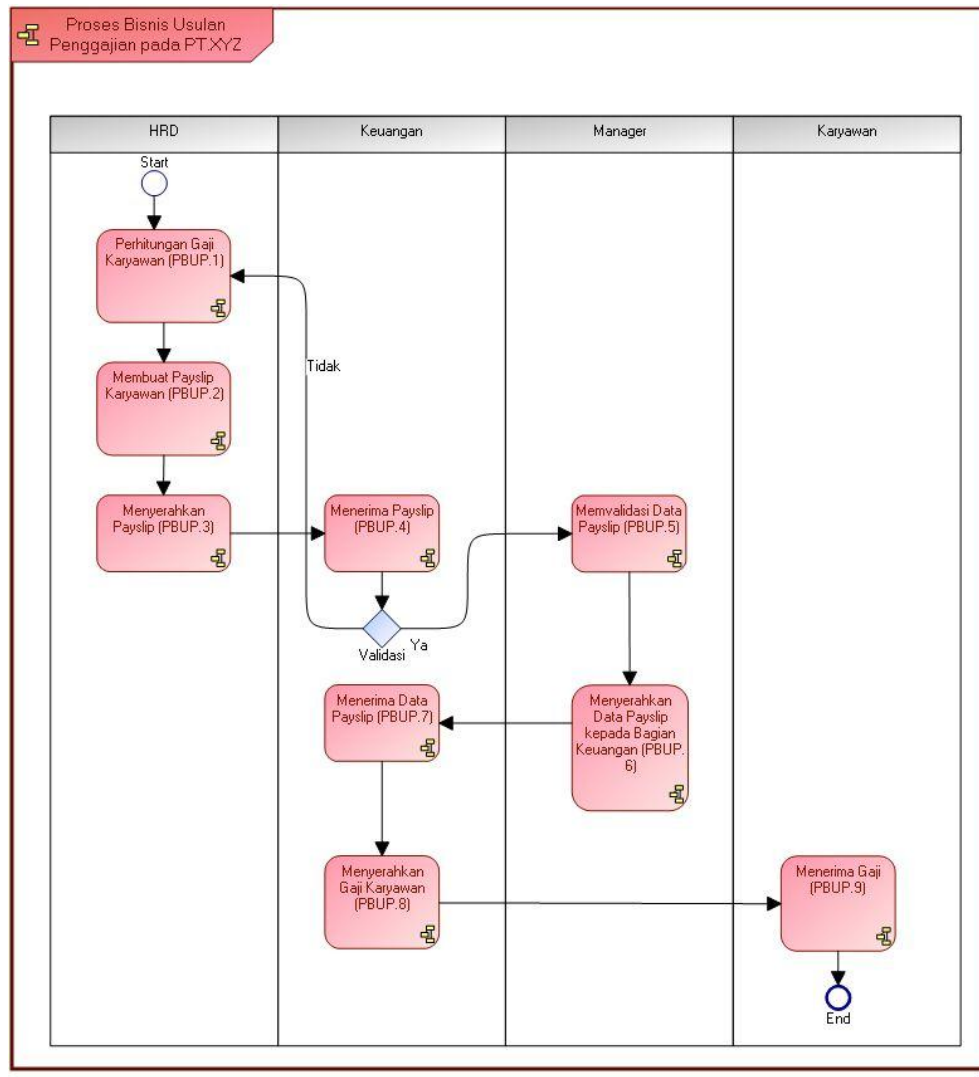 Proses Bisnis Usulan
Penggajian pada PT.XYZ
HRD
Keuangan
Manager
Karyawan
Start
Perhitungan Gaji
Karyawan (PBUP.1)
Tidak
Membuat Payslip
Karyawan (PBUP.2)
Menyerahkan
Payslip (PBUP.3)
Menerima Payslip
(PBUP.4)
Memvalidasi Data
Payslip (PBUP.5)
Ya
Validasi
Menerima Data
Payslip (PBUP.7)
Menyerahkan
Data Payslip
kepada Bagian
Keuangan (PBUP.
6)
Menyerahkan
Gaji Karyawan
(PBUP.8)
Menerima Gaji
(PBUP.9)
End